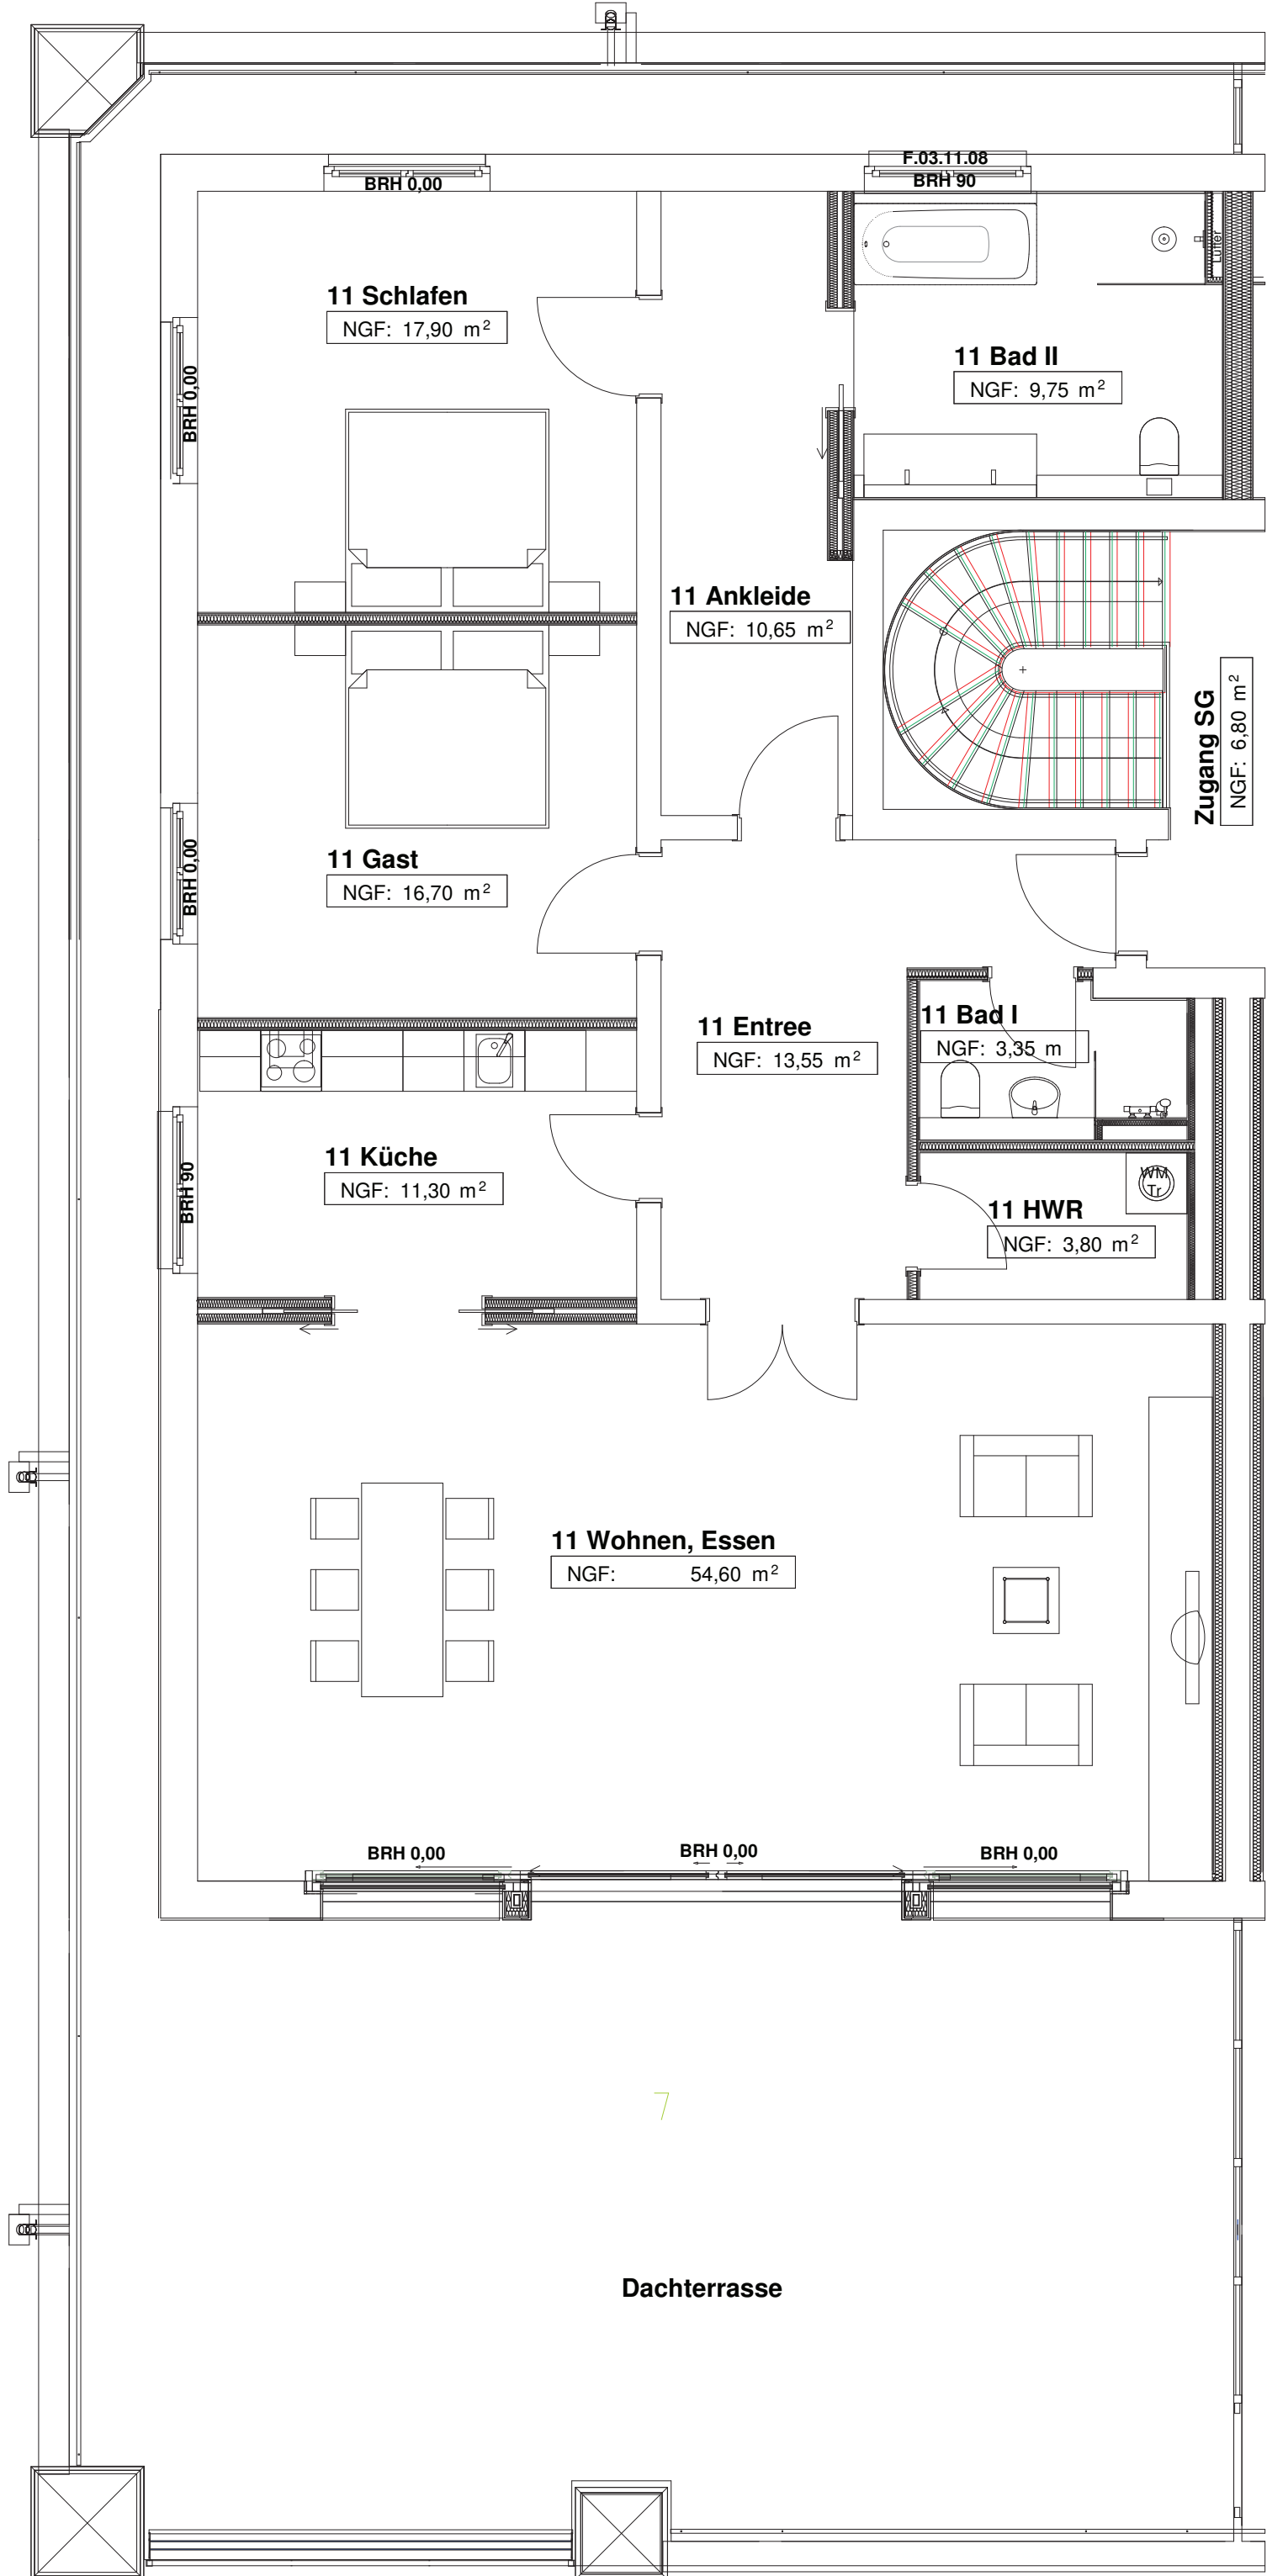 F.03.11.08
BRH 0,00
BRH 90
Lüfter
11 Schlafen
NGF: 17,90 m²
11 Bad II
NGF: 9,75 m²
BRH 0,00
11 Ankleide
NGF: 10,65 m²
Zugang SG
NGF: 6,80 m²
BRH 0,00
11 Gast
NGF: 16,70 m²
11 Entree
NGF: 13,55 m²
11 Bad I
NGF: 3,35 m
11 Küche
NGF: 11,30 m²
BRH 90
WM
Tr
11 HWR
NGF: 3,80 m²
11 Wohnen, Essen
NGF: 54,60 m²
BRH 0,00
BRH 0,00
BRH 0,00
7
Dachterrasse